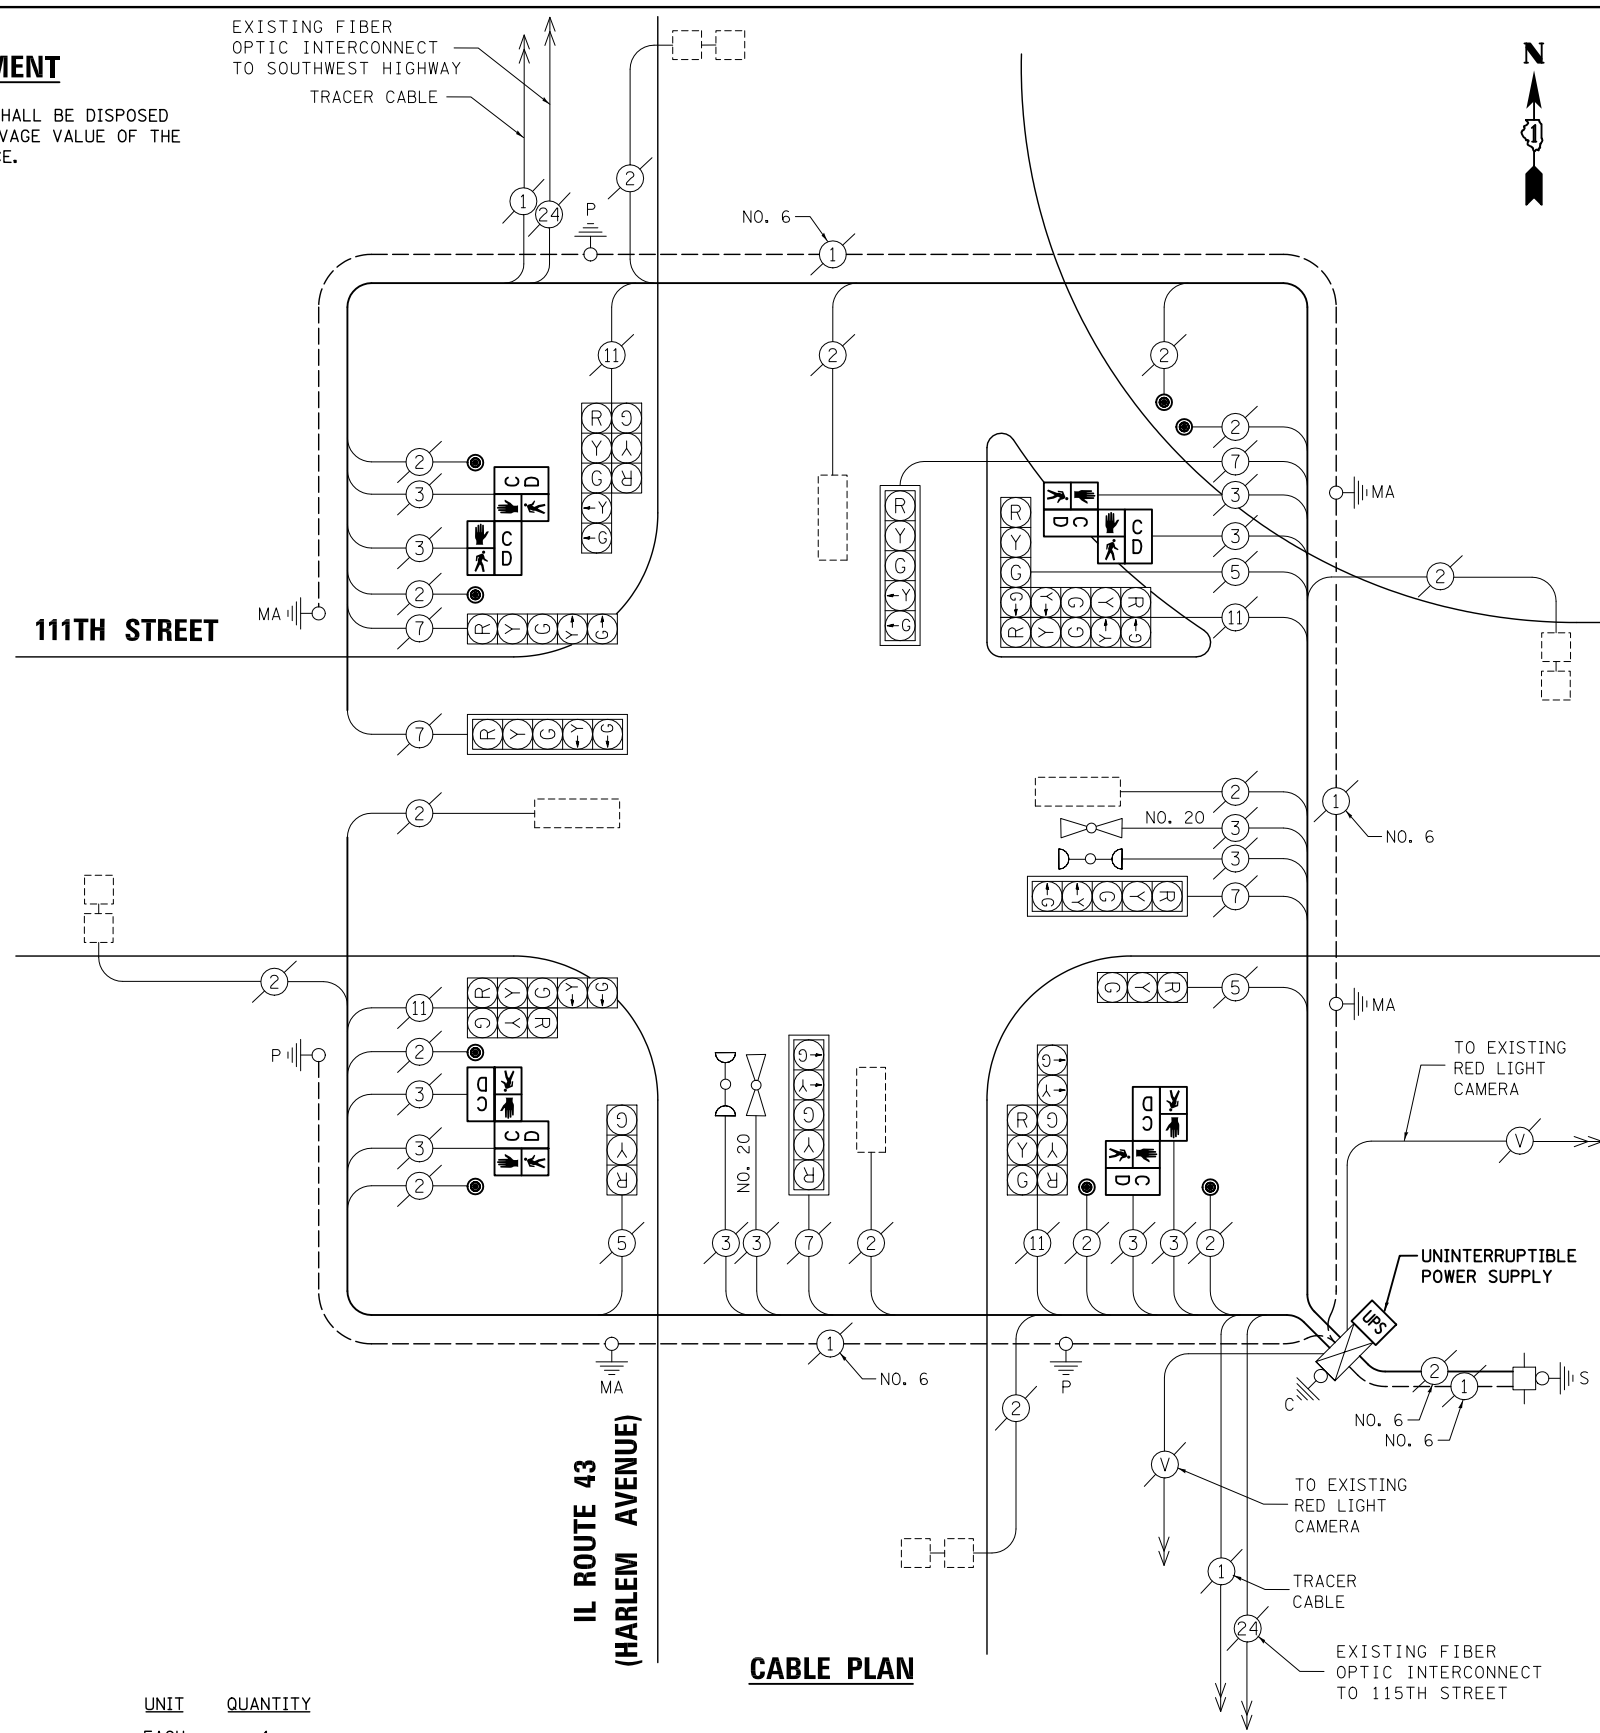 MENT
HALL BE DISPOSED
VAGE VALUE OF THE
CE.
EXISTING FIBER
OPTIC INTERCONNECT
TO SOUTHWEST HIGHWAY
TRACER CABLE
N
1
1
24
P
2
NO. 6
1
11
2
2
R G
Y Y
G R
Y
G
2
3
C D
3
C
D
2
7
R Y G Y G
MA
111TH STREET
7
R Y G Y G
2
R
Y
G
Y
G
R
Y
G
G Y G Y R
R Y G Y G
D C
C
D
2
7
3
3
5
11
MA
2
2
NO. 20
3
3
G Y G Y R
7
1
NO. 6
2
11
R Y G Y G
G Y R
2
3
D
C
3
C D
2
P
G
Y
R
5
NO. 20
3
3
G
Y
G
Y
R
7
2
G Y R
5
MA
G
Y
R G
Y Y
G R
D
C
D C
11
2
3
3
2
TO EXISTING
RED LIGHT
CAMERA
V
UNINTERRUPTIBLE
POWER SUPPLY
UPS
MA
1
NO. 6
P
2
C
2
1
S
NO. 6
NO. 6
V
TO EXISTING
RED LIGHT
CAMERA
IL ROUTE 43
(HARLEM AVENUE)
1
TRACER
CABLE
24
EXISTING FIBER
OPTIC INTERCONNECT
TO 115TH STREET
CABLE PLAN
UNIT QUANTITY